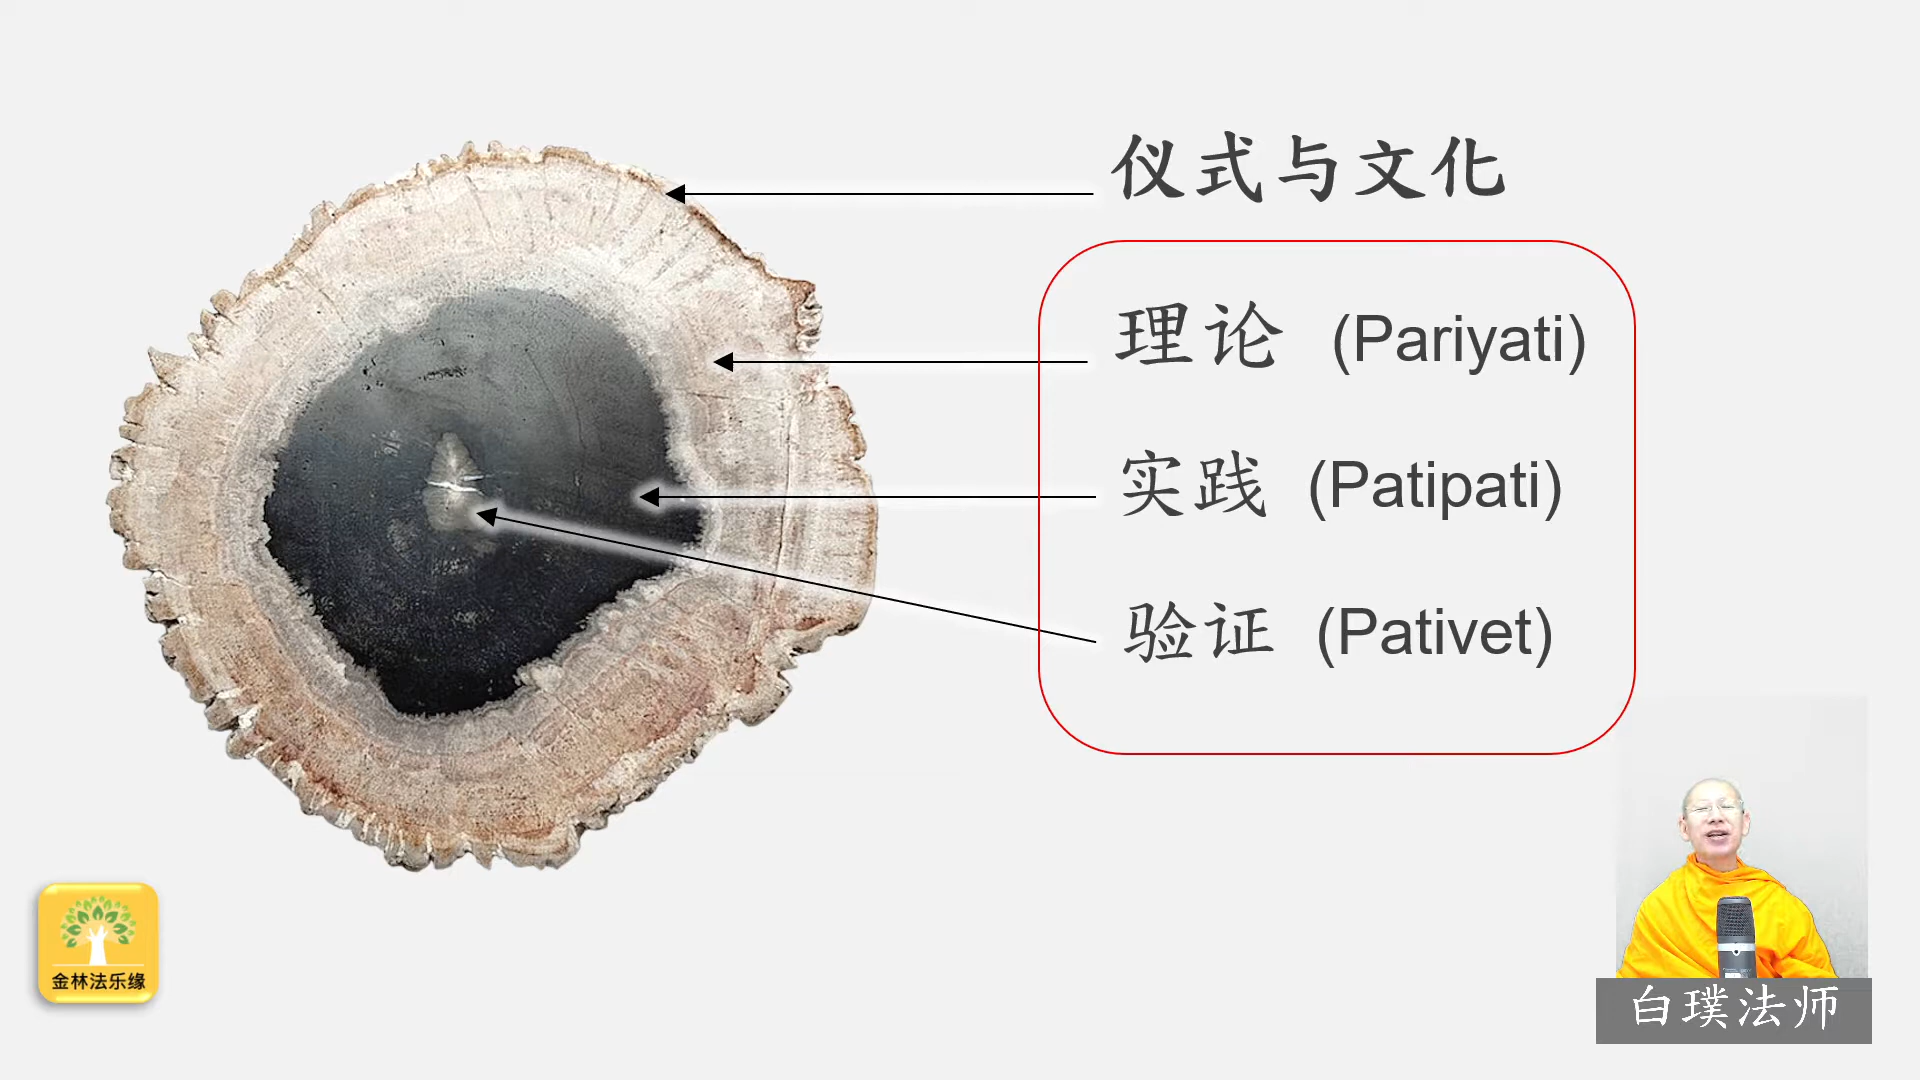 仪式与文化
理论 (Pariyati)
实践 (Patipati)
验证 (Pativet)
金林法乐缘
白璞法师